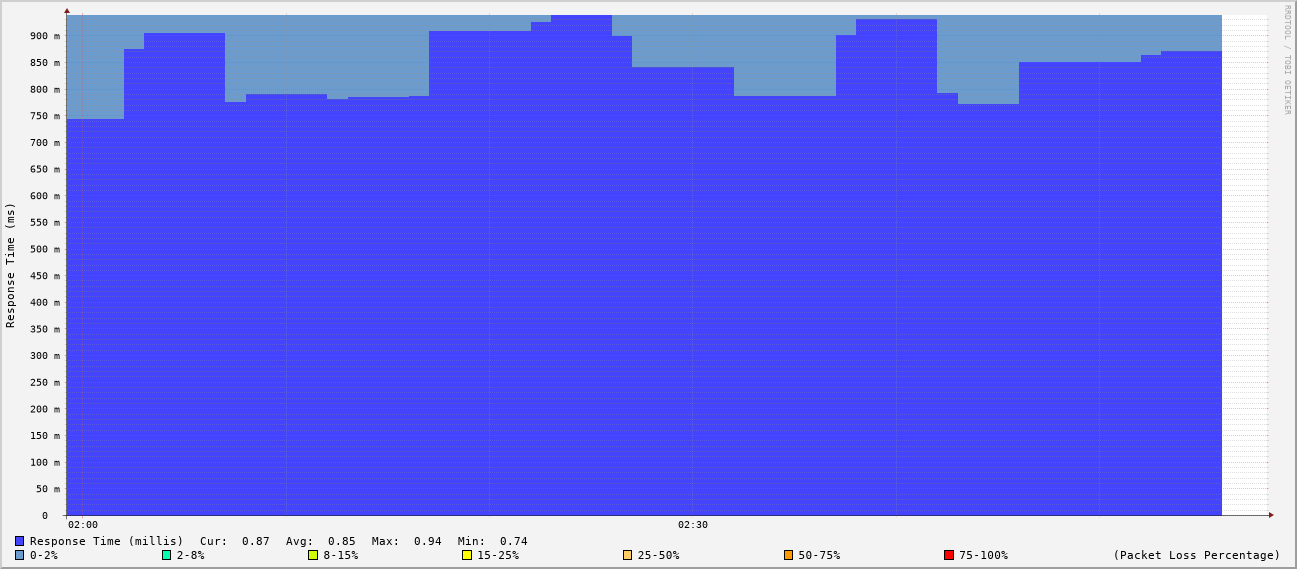 RRDTOOL / TOBI OETIKER
Response Time (ms)
900 m
850 m
800 m
750 m
700 m
650 m
600 m
550 m
500 m
450 m
400 m
350 m
300 m
250 m
200 m
150 m
100 m
50 m
0
02:00 02:30
Response Time (millis) Cur: 0.87 Avg: 0.85 Max: 0.94 Min: 0.74
0-2% 2-8% 8-15% 15-25% 25-50% 50-75% 75-100% (Packet Loss Percentage)